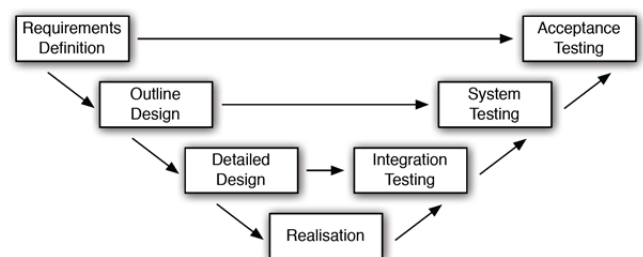 Requirements
Definition
Acceptance
Testing
Outline
Design
System
Testing
Detailed
Design
Integration
Testing
Realisation